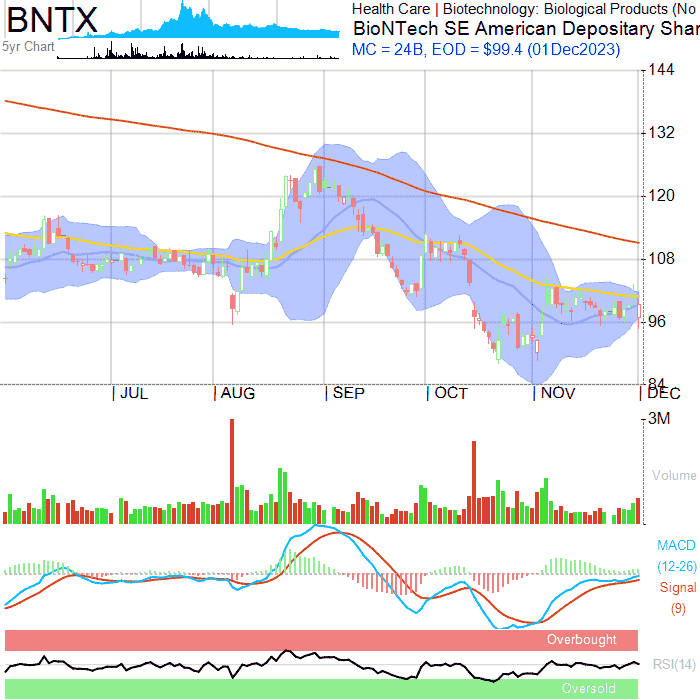 BNTX
5yr Chart
Health Care | Biotechnology: Biological Products (No
BioNTech SE American Depositary Shar
MC = 24B, EOD = $99.4 (01Dec2023)
144
132
120
108
96
84
JUL
AUG
SEP
OCT
NOV
DEC
3M
Volume
MACD
(12-26)
Signal
(9)
Overbought
RSI(14)
Oversold